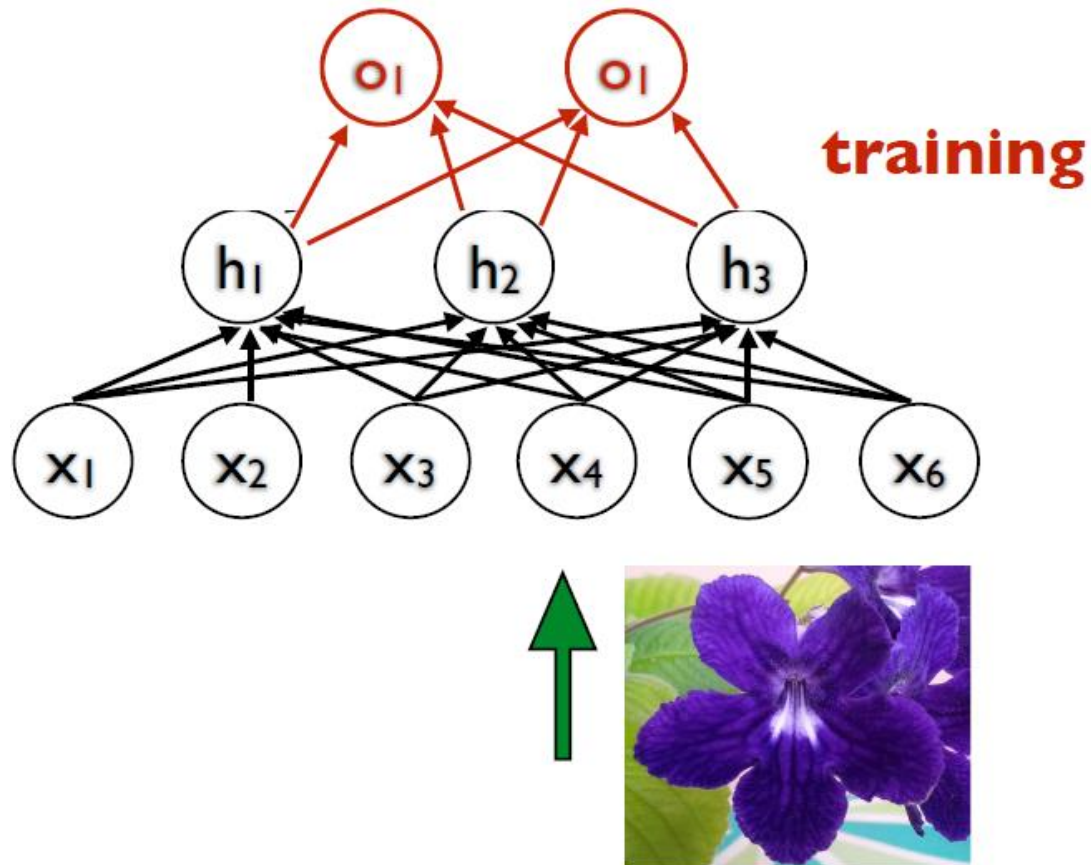 o₁ o₁
training
h₁ h₂ h₃
x₁ x₂ x₃ x₄ x₅ x₆